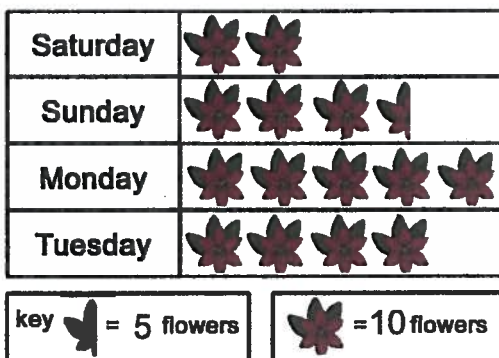 Saturday
Sunday
Monday
Tuesday
key = 5 flowers
=10 flowers